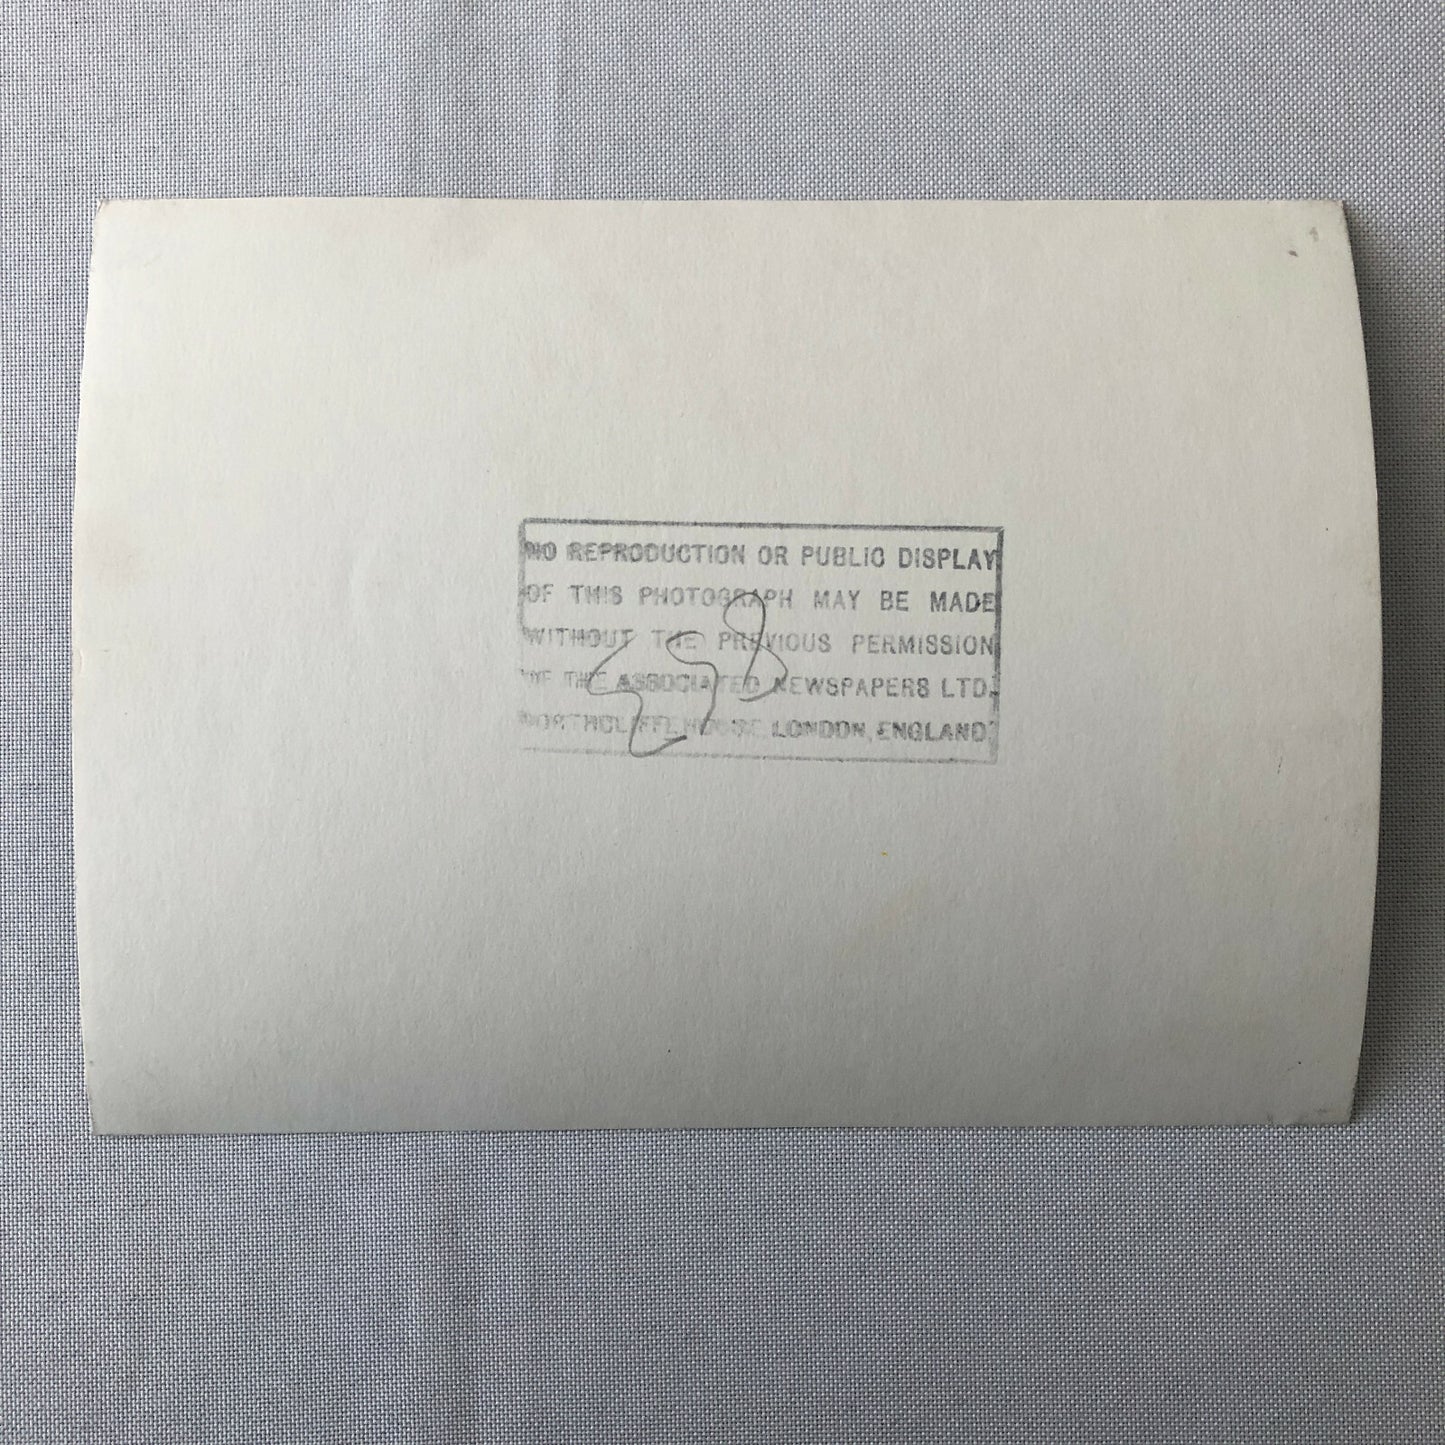 NO REPRODUCTION OR PUBLIC DISPLAY
OF THIS PHOTOGRAPH MAY BE MADE
WITHOUT THE PREVIOUS PERMISSION
OF THE ASSOCIATED NEWSPAPERS LTD.
NORTHCLIFFE HOUSE, LONDON, ENGLAND.